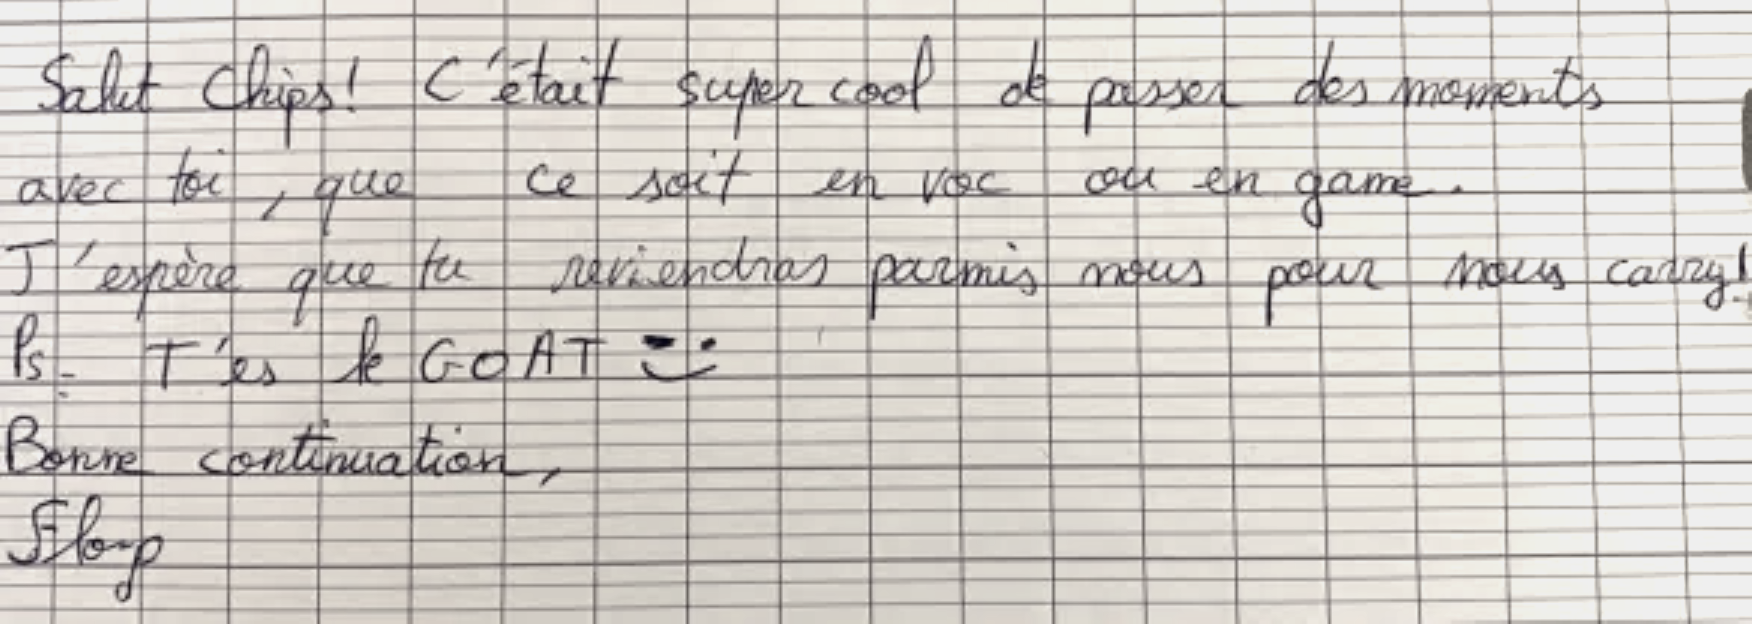 Salut Chips! C'était super cool de passer des moments
avec toi, que ce soit en voc ou en game.
J'espère que tu reviendras parmis nous pour nous carry!
Ps: T'es le GOAT
Bonne continuation,
Flop